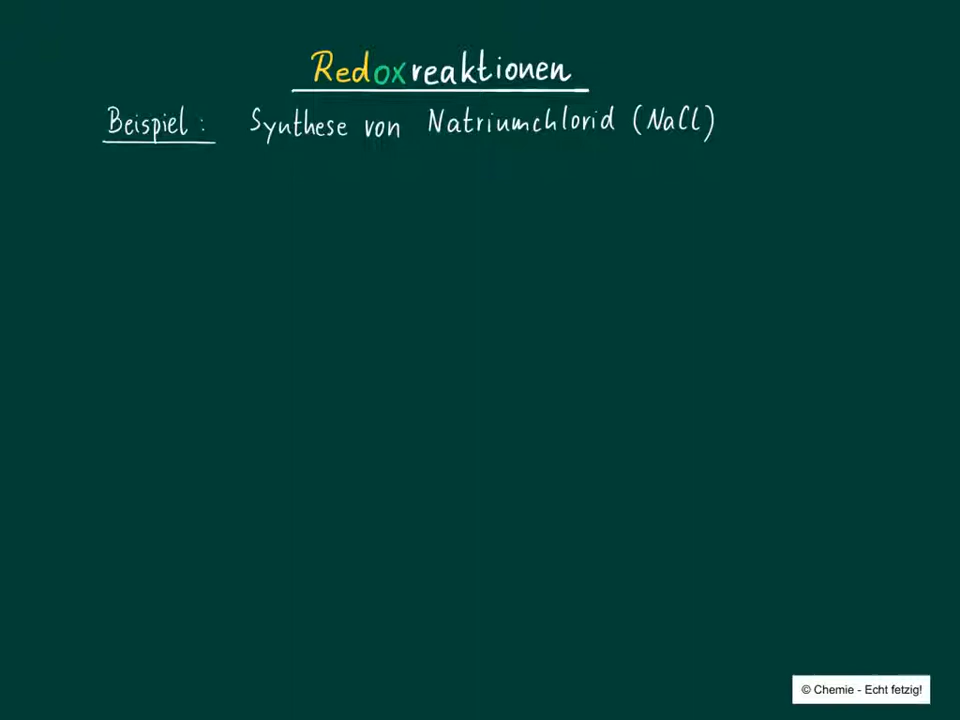 Redoxreaktionen
Beispiel: Synthese von Natriumchlorid (NaCl)
© Chemie - Echt fetzig!